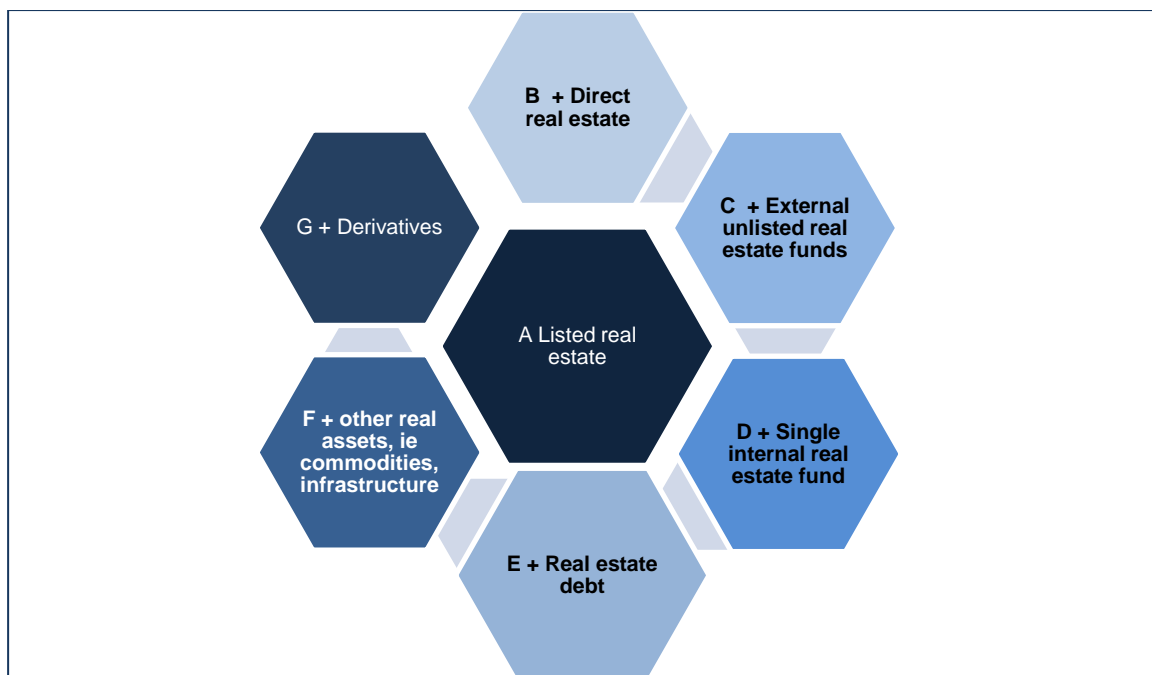 B + Direct
real estate
C + External
unlisted real
estate funds
G + Derivatives
A Listed real
estate
F + other real
assets, ie
commodities,
infrastructure
D + Single
internal real
estate fund
E + Real estate
debt